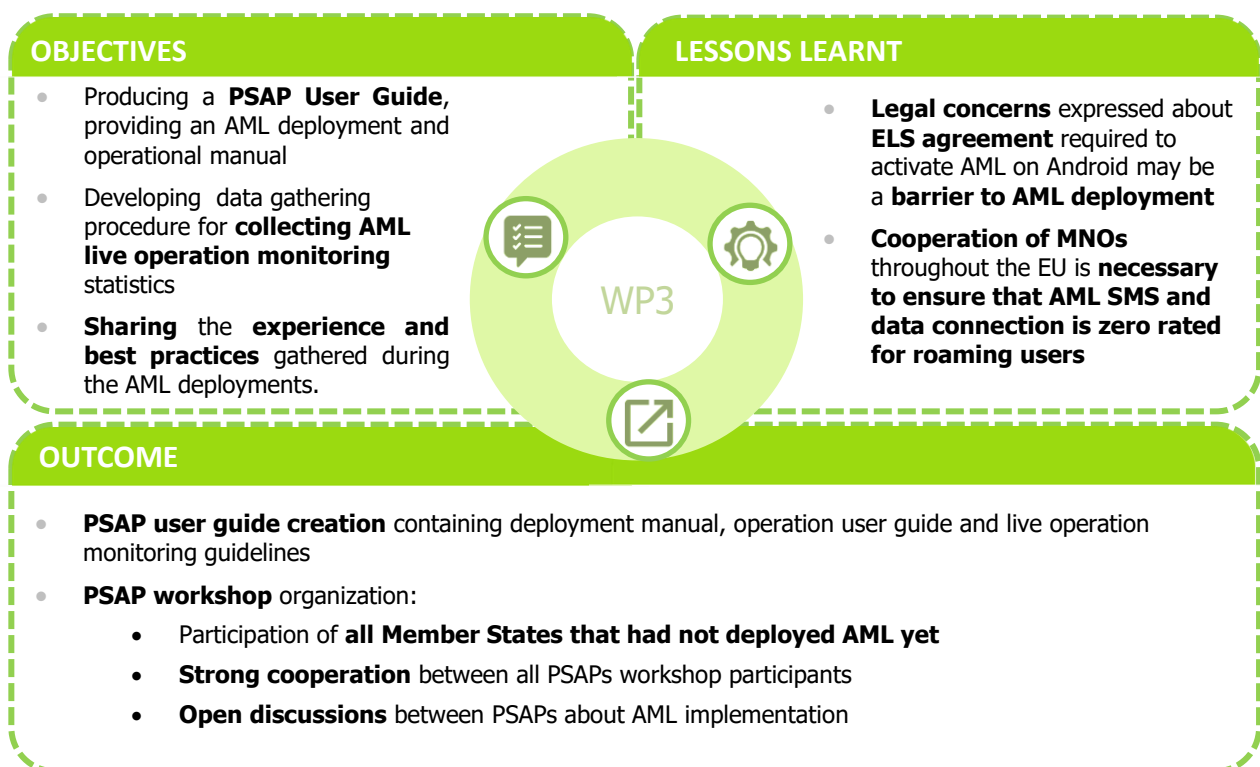 OBJECTIVES
Producing a PSAP User Guide,
providing an AML deployment and
operational manual
Developing data gathering
procedure for collecting AML
live operation monitoring
statistics
Sharing the experience and
best practices gathered during
the AML deployments.
WP3
LESSONS LEARNT
Legal concerns expressed about
ELS agreement required to
activate AML on Android may be
a barrier to AML deployment
Cooperation of MNOs
throughout the EU is necessary
to ensure that AML SMS and
data connection is zero rated
for roaming users
OUTCOME
PSAP user guide creation containing deployment manual, operation user guide and live operation
monitoring guidelines
PSAP workshop organization:
Participation of all Member States that had not deployed AML yet
Strong cooperation between all PSAPs workshop participants
Open discussions between PSAPs about AML implementation